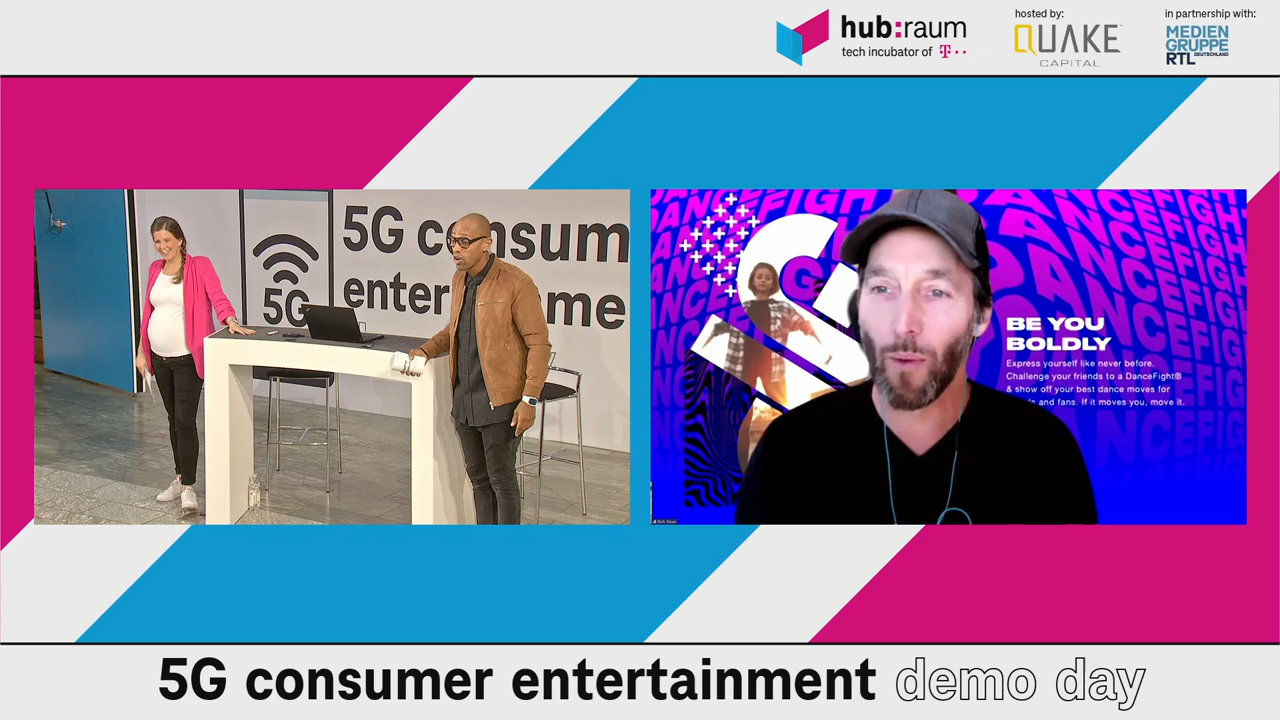 hub:raum
tech incubator of T
hosted by:
QUAKE
CAPITAL
in partnership with:
MEDIEN
GRUPPE
RTL DEUTSCHLAND
5G consum
enter me
5G
DANCEFIGH
BE YOU
BOLDLY
Express yourself like never before.
Challenge your friends to a DanceFight®
& show off your best dance moves for
and fans. If it moves you, move it.
5G consumer entertainment demo day